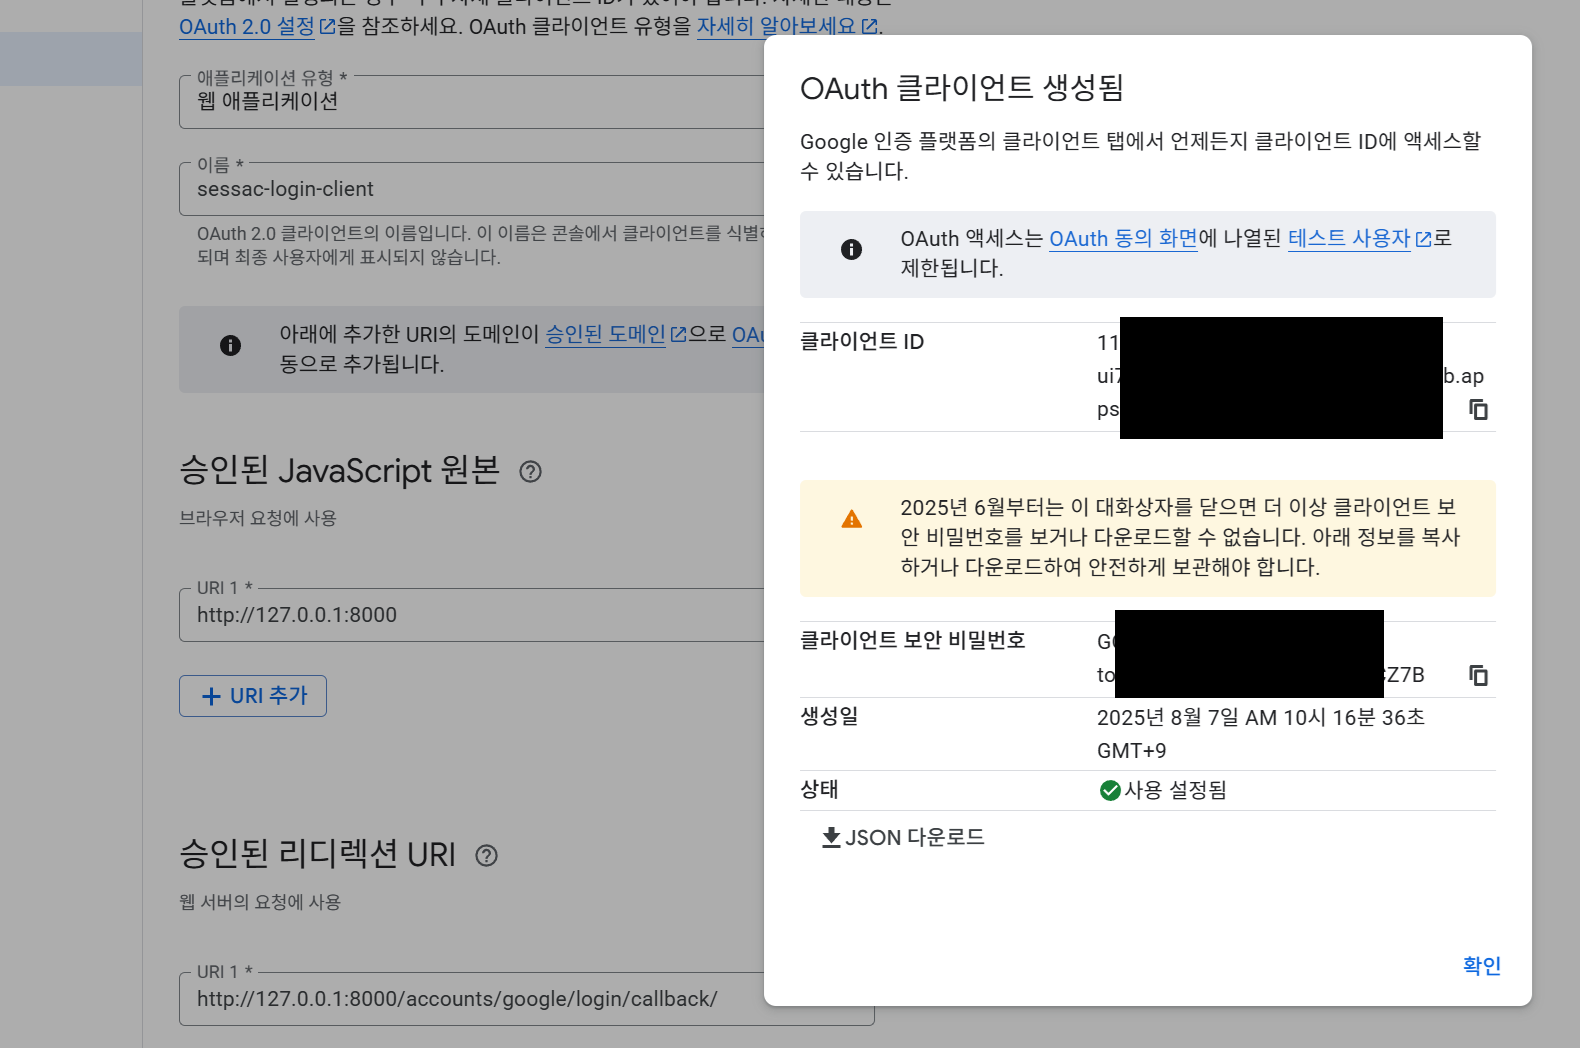 OAuth 2.0 설정을 참조하세요. OAuth 클라이언트 유형을 자세히 알아보세요.
애플리케이션 유형 *
웹 애플리케이션
이름 *
sessac-login-client
OAuth 2.0 클라이언트의 이름입니다. 이 이름은 콘솔에서 클라이언트를
되며 최종 사용자에게 표시되지 않습니다.
아래에 추가한 URI의 도메인이 승인된 도메인으로
동으로 추가됩니다.
승인된 JavaScript 원본
브라우저 요청에 사용
URI 1 *
http://127.0.0.1:8000
URI 추가
승인된 리디렉션 URI
웹 서버의 요청에 사용
URI 1 *
http://127.0.0.1:8000/accounts/google/login/callback/
OAuth 클라이언트 생성됨
Google 인증 플랫폼의 클라이언트 탭에서 언제든지 클라이언트 ID에 액세스할
수 있습니다.
OAuth 액세스는 OAuth 동의 화면에 나열된 테스트 사용자로
제한됩니다.
클라이언트 ID
11
ui7 b.ap
ps
2025년 6월부터는 이 대화상자를 닫으면 더 이상 클라이언트 보
안 비밀번호를 보거나 다운로드할 수 없습니다. 아래 정보를 복사
하거나 다운로드하여 안전하게 보관해야 합니다.
클라이언트 보안 비밀번호
to Z7B
생성일
2025년 8월 7일 AM 10시 16분 36초
GMT+9
상태
사용 설정됨
JSON 다운로드
확인